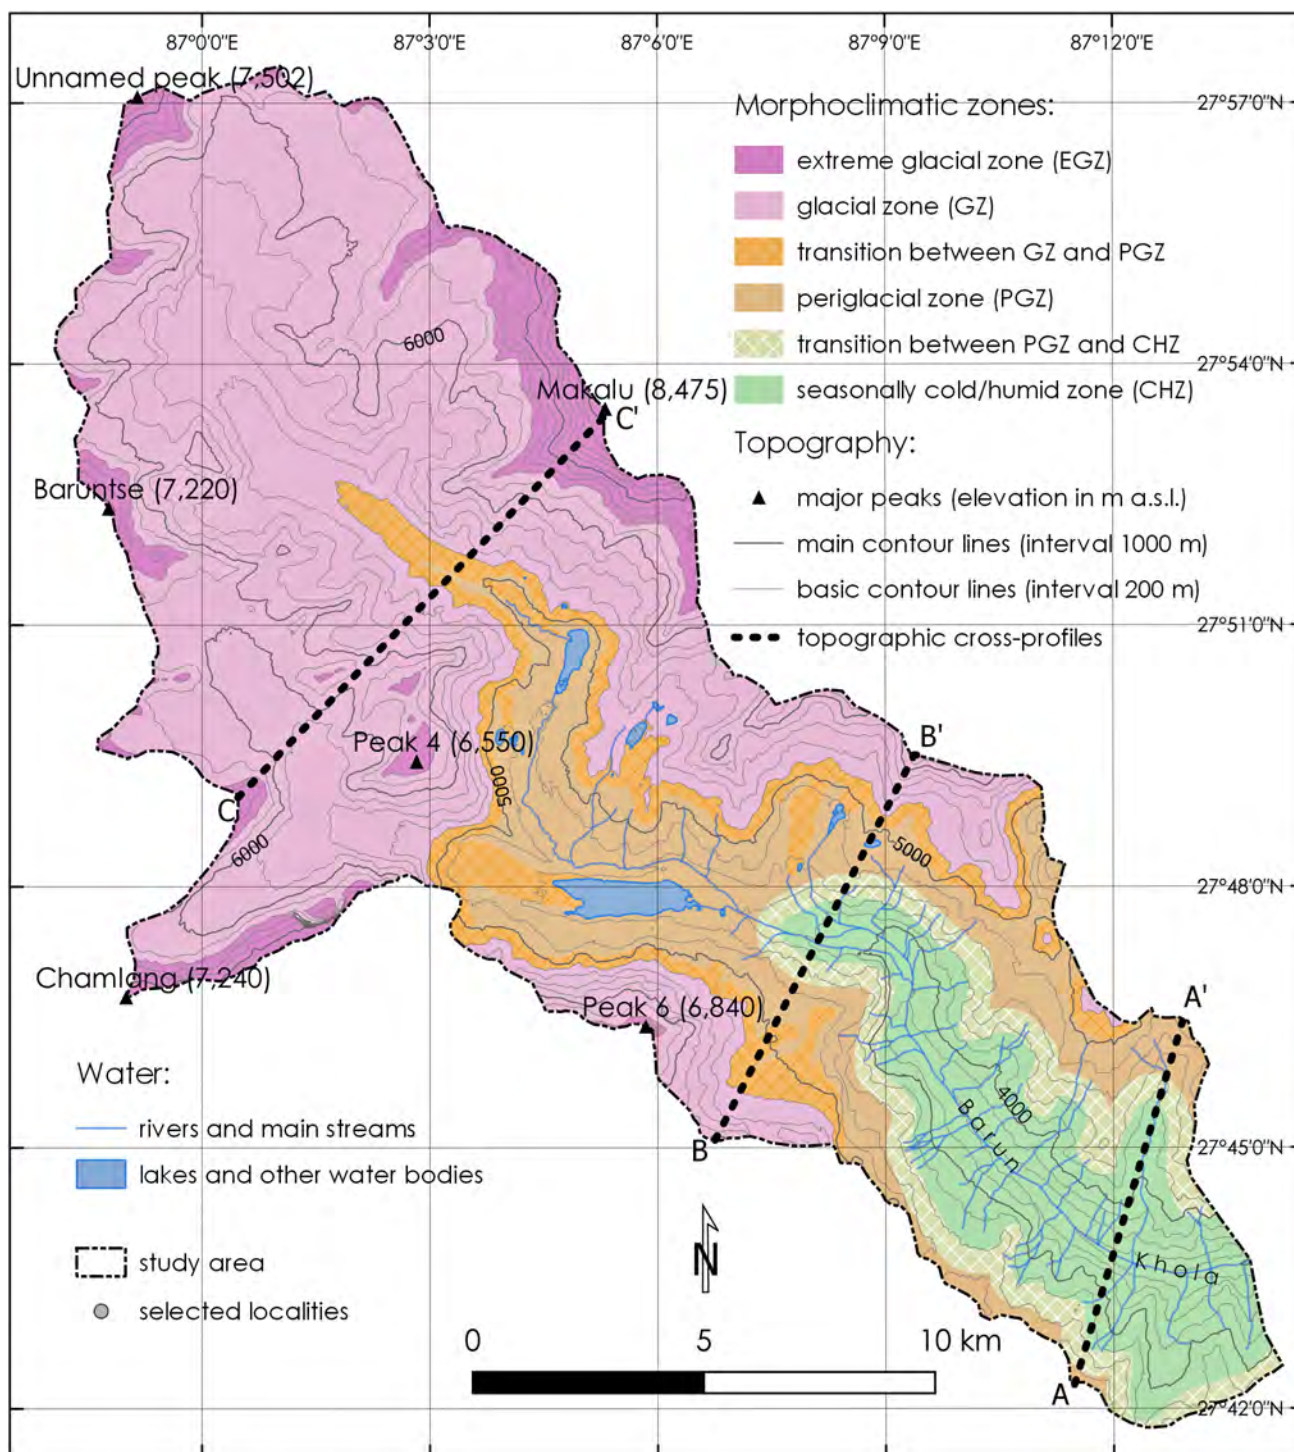 87°0'0"E 87°3'0"E 87°6'0"E 87°9'0"E 87°12'0"E
Unnamed peak (7,502)
27°57'0"N
Morphoclimatic zones:
extreme glacial zone (EGZ)
glacial zone (GZ)
transition between GZ and PGZ
periglacial zone (PGZ)
transition between PGZ and CHZ
seasonally cold/humid zone (CHZ)
27°54'0"N
6000
Makalu (8,475)
C'
Topography:
major peaks (elevation in m a.s.l.)
main contour lines (interval 1000 m)
basic contour lines (interval 200 m)
topographic cross-profiles
Baruntse (7,220)
27°51'0"N
Peak 4 (6,550)
B'
5000
C
6000
5000
27°48'0"N
Chamlang (7,240)
Peak 6 (6,840)
A'
Water:
rivers and main streams
lakes and other water bodies
study area
selected localities
4000
Barun
B
27°45'0"N
N
Khola
0 5 10 km
A
27°42'0"N